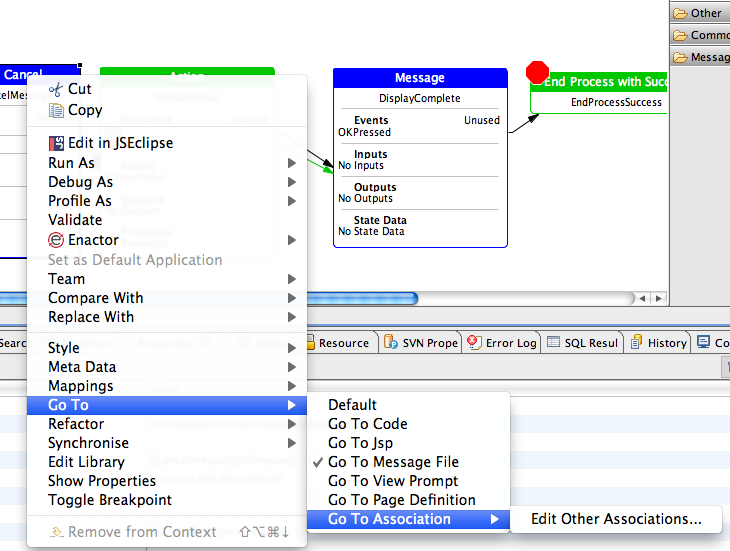 Other
Commo
Messag
Cancel
Action
Message
DisplayComplete
Events Unused
OKPressed
Inputs
No Inputs
Outputs
No Outputs
State Data
No State Data
End Process with Succ
EndProcessSuccess
Cut
Copy
Edit in JSEclipse
Run As
Debug As
Profile As
Validate
Enactor
Set as Default Application
Team
Compare With
Replace With
Style
Meta Data
Mappings
Go To
Refactor
Synchronise
Edit Library
Show Properties
Toggle Breakpoint
Remove from Context ⇧⌥⌘↓
Default
Go To Code
Go To Jsp
✓ Go To Message File
Go To View Prompt
Go To Page Definition
Go To Association
Edit Other Associations...
Search
Resource
SVN Prope
Error Log
SQL Resul
History
Co